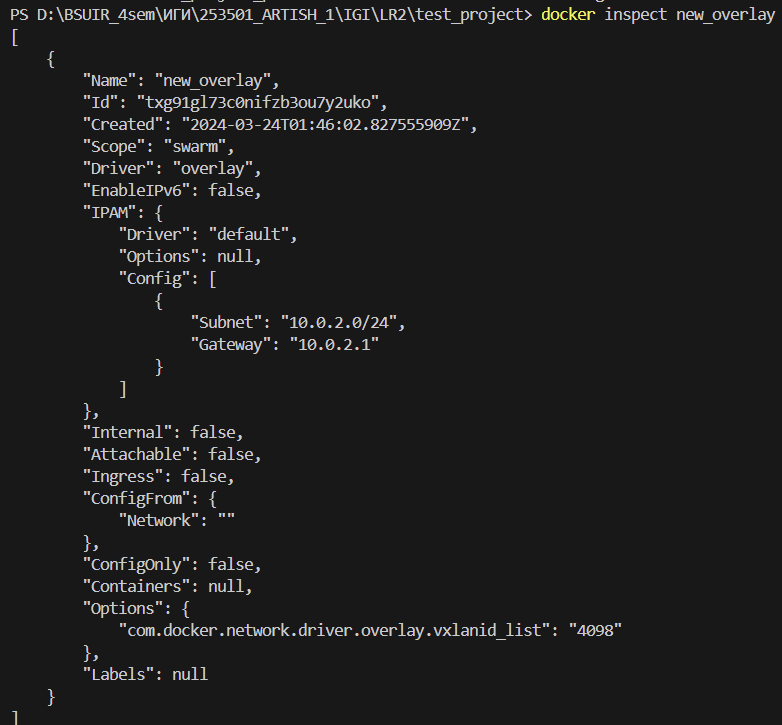 PS D:\BSUIR_4sem\ИГИ\253501_ARTISH_1\IGI\LR2\test_project> docker inspect new_overlay
[
    {
        "Name": "new_overlay",
        "Id": "txg91gl73c0nifzb3ou7y2uko",
        "Created": "2024-03-24T01:46:02.827555909Z",
        "Scope": "swarm",
        "Driver": "overlay",
        "EnableIPv6": false,
        "IPAM": {
            "Driver": "default",
            "Options": null,
            "Config": [
                {
                    "Subnet": "10.0.2.0/24",
                    "Gateway": "10.0.2.1"
                }
            ]
        },
        "Internal": false,
        "Attachable": false,
        "Ingress": false,
        "ConfigFrom": {
            "Network": ""
        },
        "ConfigOnly": false,
        "Containers": null,
        "Options": {
            "com.docker.network.driver.overlay.vxlanid_list": "4098"
        },
        "Labels": null
    }
]